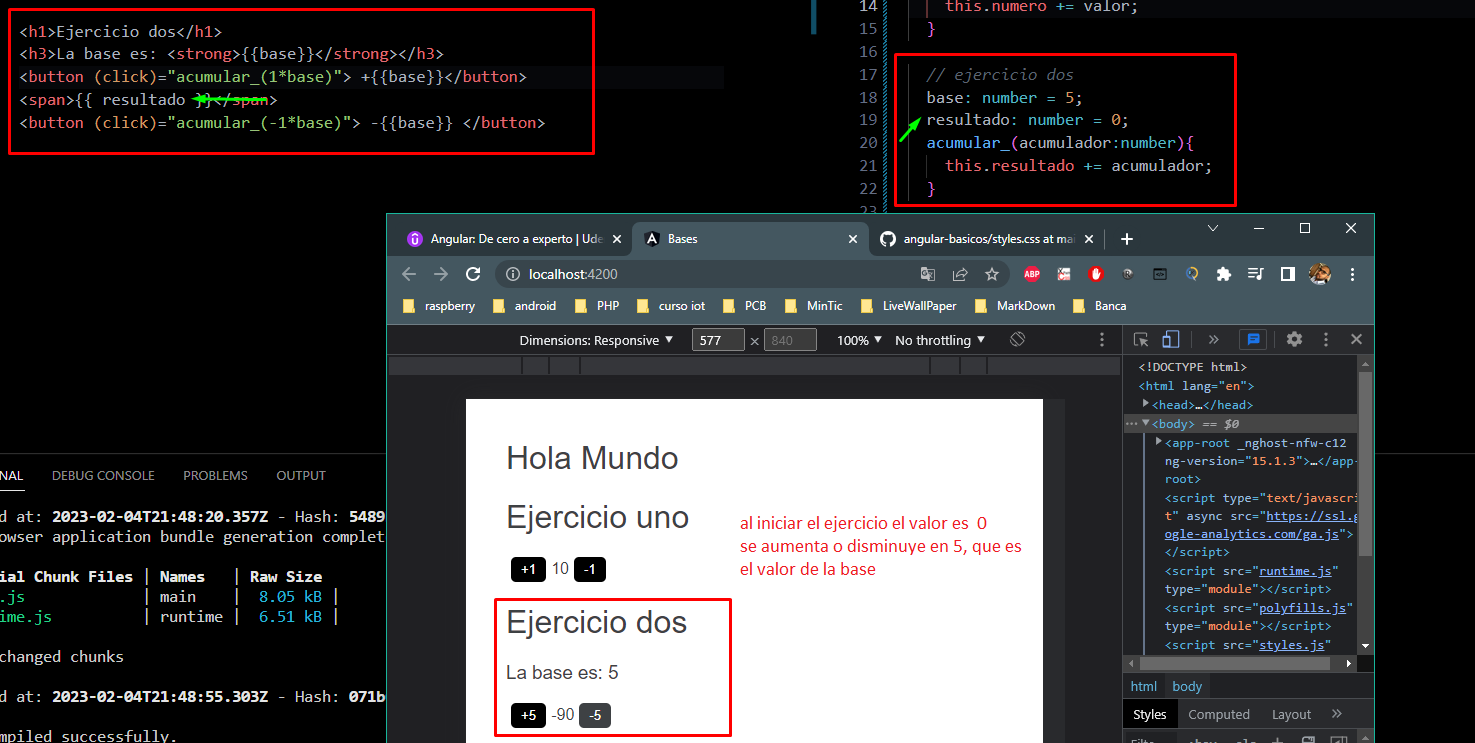 <h1>Ejercicio dos</h1>
<h3>La base es: <strong>{{base}}</strong></h3>
<button (click)="acumular_(1*base)"> +{{base}}</button>
<span>{{ resultado }}</span>
<button (click)="acumular_(-1*base)"> -{{base}} </button>
14 this.numero += valor;
15 }
16
17 // ejercicio dos
18 base: number = 5;
19 resultado: number = 0;
20 acumular_(acumulador:number){
21 this.resultado += acumulador;
22 }
23
Angular: De cero a experto | Ude
Bases
angular-basicos/styles.css at mai
localhost:4200
ABP
raspberry android PHP curso iot PCB MinTic LiveWallPaper MarkDown Banca
Dimensions: Responsive 577 × 840 100% No throttling
<!DOCTYPE html>
<html lang="en">
<head>…</head>
<body> == $0
<app-root _nghost-nfw-c12
ng-version="15.1.3">…</app-
root>
<script type="text/javascri
t" async src="https://ssl.g
ogle-analytics.com/ga.js">
</script>
<script src="runtime.js"
type="module"></script>
<script src="polyfills.js"
type="module"></script>
<script src="styles.js"
html body
Styles Computed Layout
Hola Mundo
Ejercicio uno
+1 10 -1
al iniciar el ejercicio el valor es 0
se aumenta o disminuye en 5, que es
el valor de la base
Ejercicio dos
La base es: 5
+5 -90 -5
NAL DEBUG CONSOLE PROBLEMS OUTPUT
d at: 2023-02-04T21:48:20.357Z - Hash: 5489
owser application bundle generation complet
ial Chunk Files | Names | Raw Size
.js | main | 8.05 kB |
ime.js | runtime | 6.51 kB |
changed chunks
d at: 2023-02-04T21:48:55.303Z - Hash: 071b
mpiled successfully.